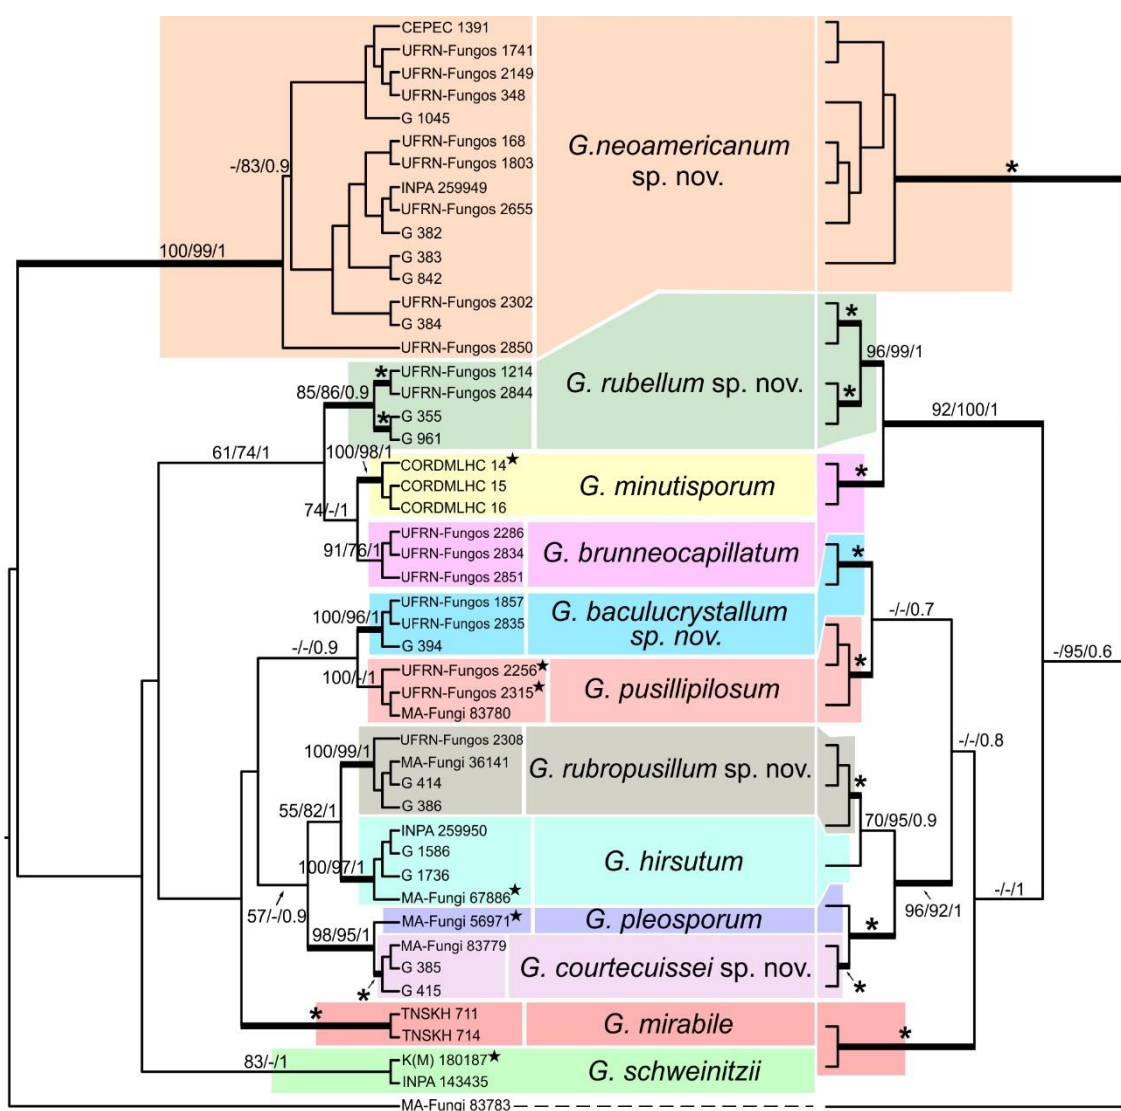 CEPEC 1391
UFRN-Fungos 1741
UFRN-Fungos 2149
UFRN-Fungos 348
G 1045
-/83/0.9
UFRN-Fungos 168
UFRN-Fungos 1803
INPA 259949
UFRN-Fungos 2655
G 382
100/99/1
G 383
G 842
UFRN-Fungos 2302
G 384
UFRN-Fungos 2850
G.neoamericanum
sp. nov.
*
85/86/0.9
*
UFRN-Fungos 1214
UFRN-Fungos 2844
*
G 355
G 961
G. rubellum sp. nov.
*
*
96/99/1
92/100/1
61/74/1
100/98/1
CORDMLHC 14★
CORDMLHC 15
CORDMLHC 16
G. minutisporum
*
74/-/1
91/76/1
UFRN-Fungos 2286
UFRN-Fungos 2834
UFRN-Fungos 2851
G. brunneocapillatum
100/96/1
UFRN-Fungos 1857
UFRN-Fungos 2835
G 394
G. baculucrystallum
sp. nov.
*
-/-/0.7
-/-/0.9
100/-/1
UFRN-Fungos 2256★
UFRN-Fungos 2315★
MA-Fungi 83780
G. pusillipilosum
*
-/95/0.6
100/99/1
UFRN-Fungos 2308
MA-Fungi 36141
G 414
G 386
G. rubropusillum sp. nov.
*
-/-/0.8
55/82/1
70/95/0.9
100/97/1
INPA 259950
G 1586
G 1736
MA-Fungi 67886★
G. hirsutum
57/-/0.9
96/92/1
-/-/1
98/95/1
MA-Fungi 56971★
G. pleosporum
*
MA-Fungi 83779
G 385
G 415
*
G. courtecuissei sp. nov.
*
*
TNSKH 711
TNSKH 714
G. mirabile
*
83/-/1
K(M) 180187★
INPA 143435
G. schweinitzii
MA-Fungi 83783